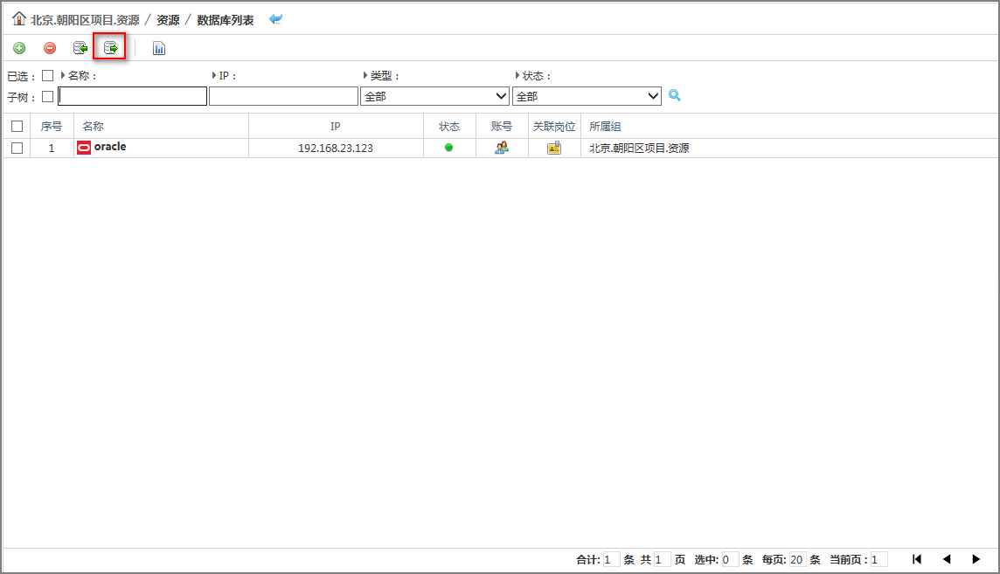 北京.朝阳区项目.资源 / 资源 / 数据库列表
已选： 名称： IP： 类型： 状态：
子树： 全部 全部
序号 名称 IP 状态 账号 关联岗位 所属组
1 oracle 192.168.23.123 北京.朝阳区项目.资源
合计: 1 条 共 1 页 选中: 0 条 每页: 20 条 当前页: 1